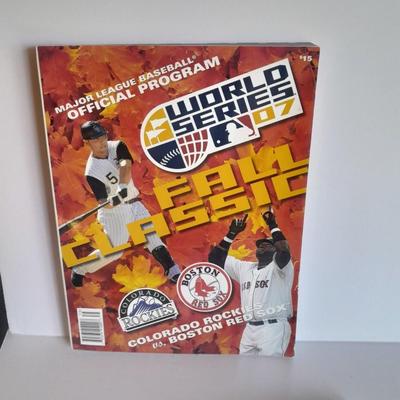 MAJOR LEAGUE BASEBALL
OFFICIAL PROGRAM
$15
WORLD
SERIES
07
FALL
CLASSIC
5
BOSTON
RED SOX
COLORADO
ROCKIES
RED SOX
COLORADO ROCKIES
vs. BOSTON RED SOX